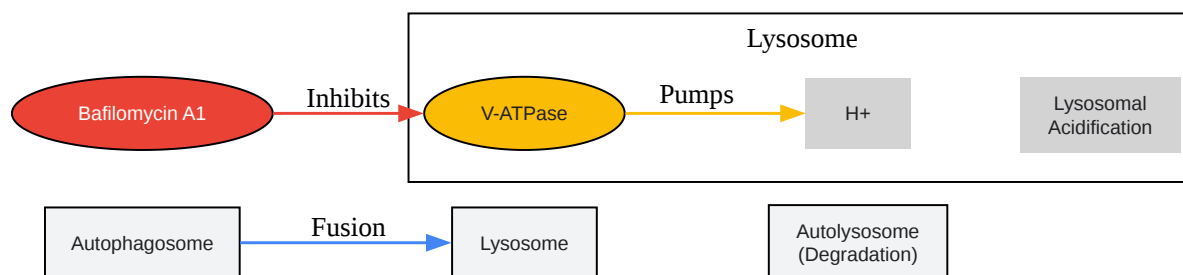 Lysosome
Bafilomycin A1
Inhibits
V-ATPase
Pumps
H+
Lysosomal
Acidification
Autophagosome
Fusion
Lysosome
Autolysosome
(Degradation)